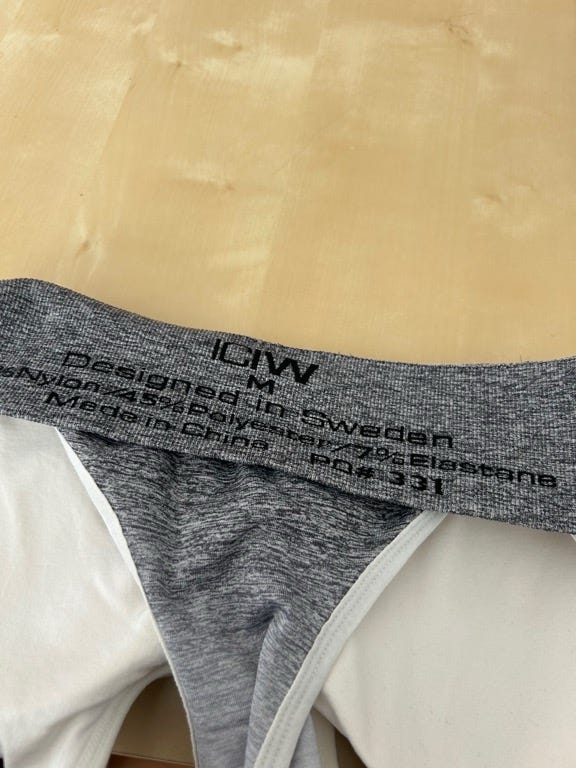 ICIW
M
Designed in Sweden
%Nylon/45%Polyester/7%Elastane
Made in China PO# 331